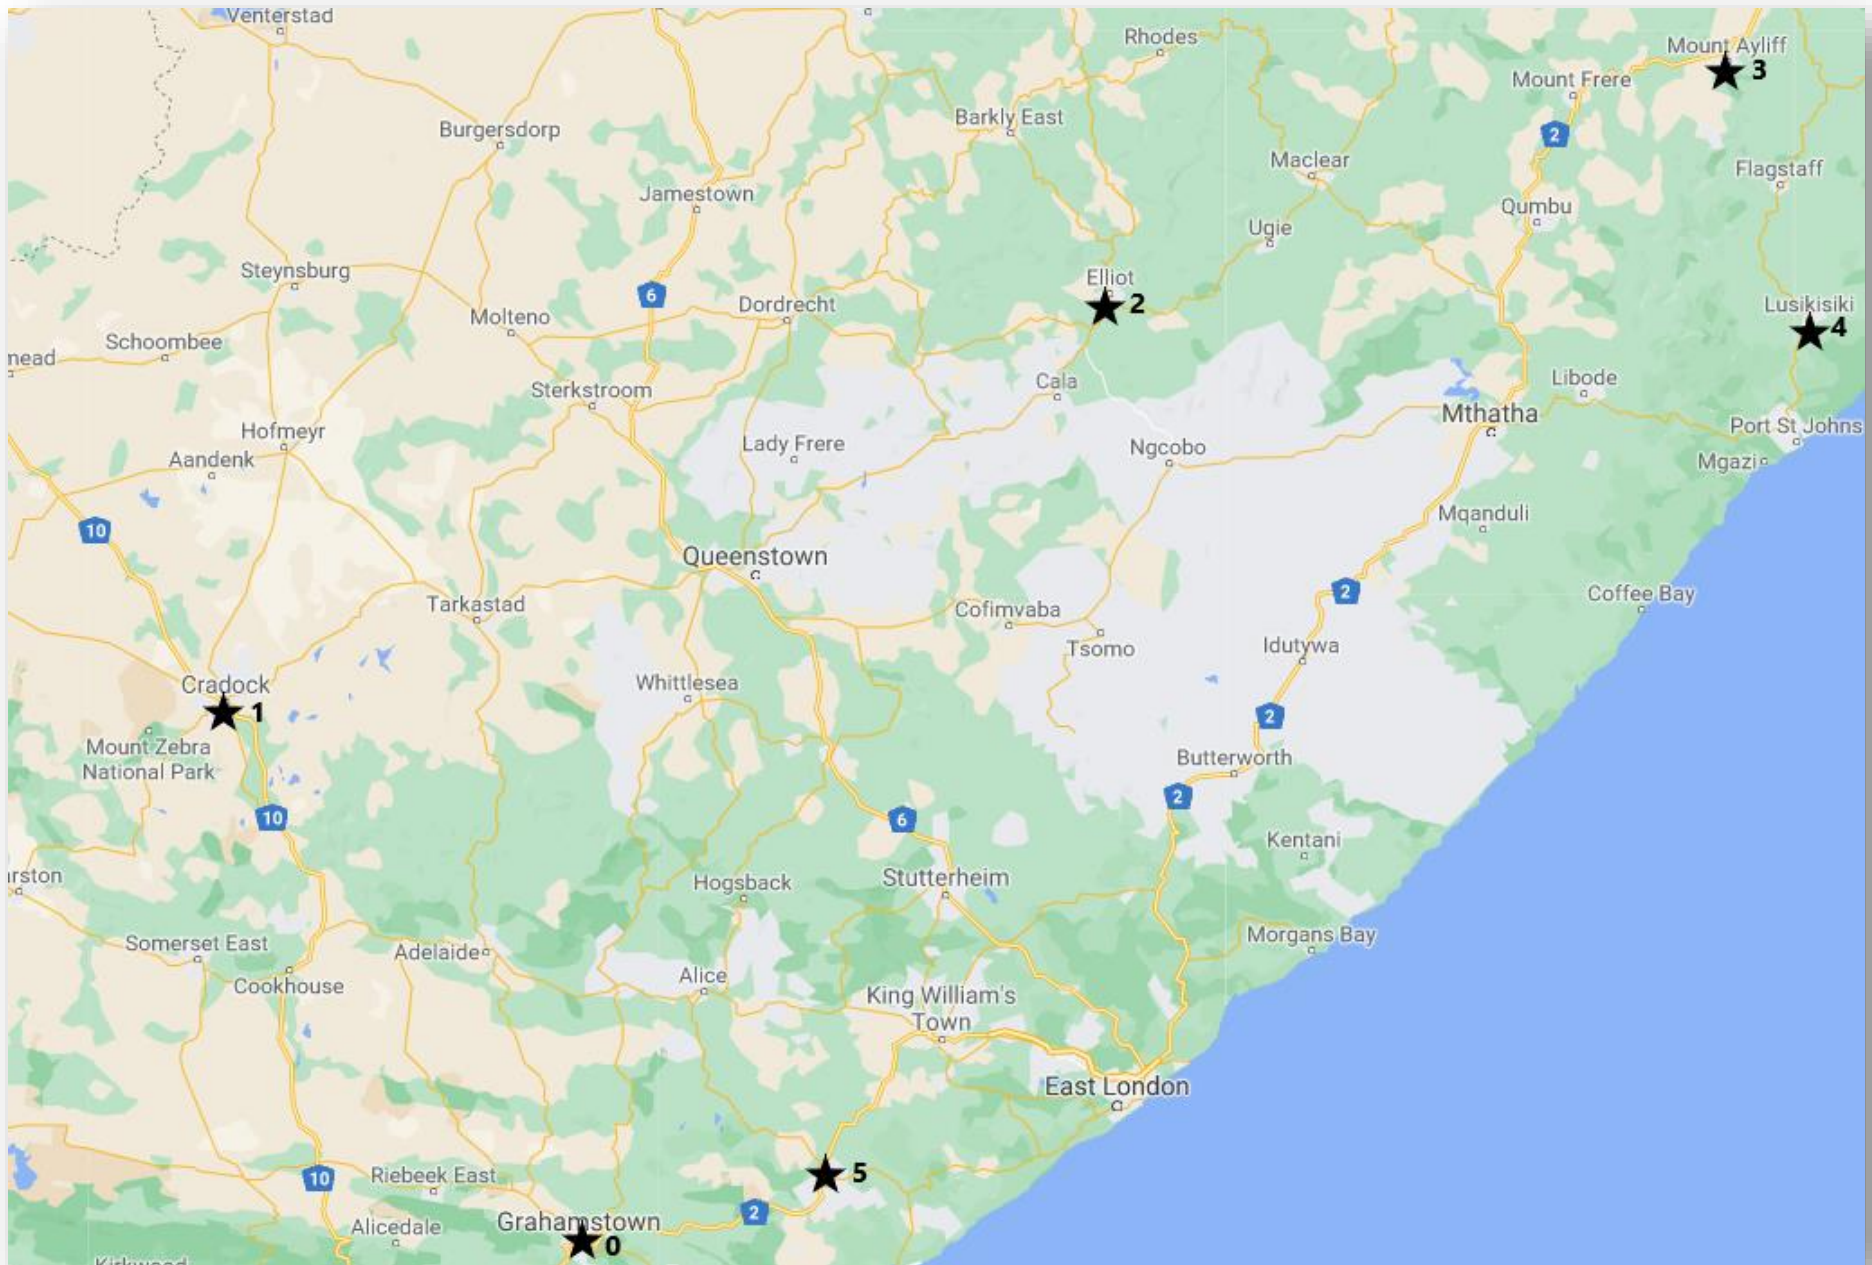 Venterstad
Rhodes
Mount Ayliff
3
Mount Frere
Burgersdorp
Barkly East
2
Maclear
Flagstaff
Jamestown
Qumbu
Ugie
Steynsburg
Elliot
2
6
Molteno
Dordrecht
Lusikisiki
4
Schoombee
mead
Sterkstroom
Cala
Libode
Mthatha
Hofmeyr
Lady Frere
Ngcobo
Port St Johns
Aandenk
Mgazi
10
Mqanduli
Queenstown
2
Coffee Bay
Tarkastad
Cofimvaba
Tsomo
Idutywa
Cradock
1
Whittlesea
2
Mount Zebra
National Park
Butterworth
2
10
6
Kentani
rston
Hogsback
Stutterheim
Somerset East
Adelaide
Morgans Bay
Cookhouse
Alice
King William's
Town
East London
10
Riebeek East
5
2
Alicedale
Grahamstown
0
Kirkwood